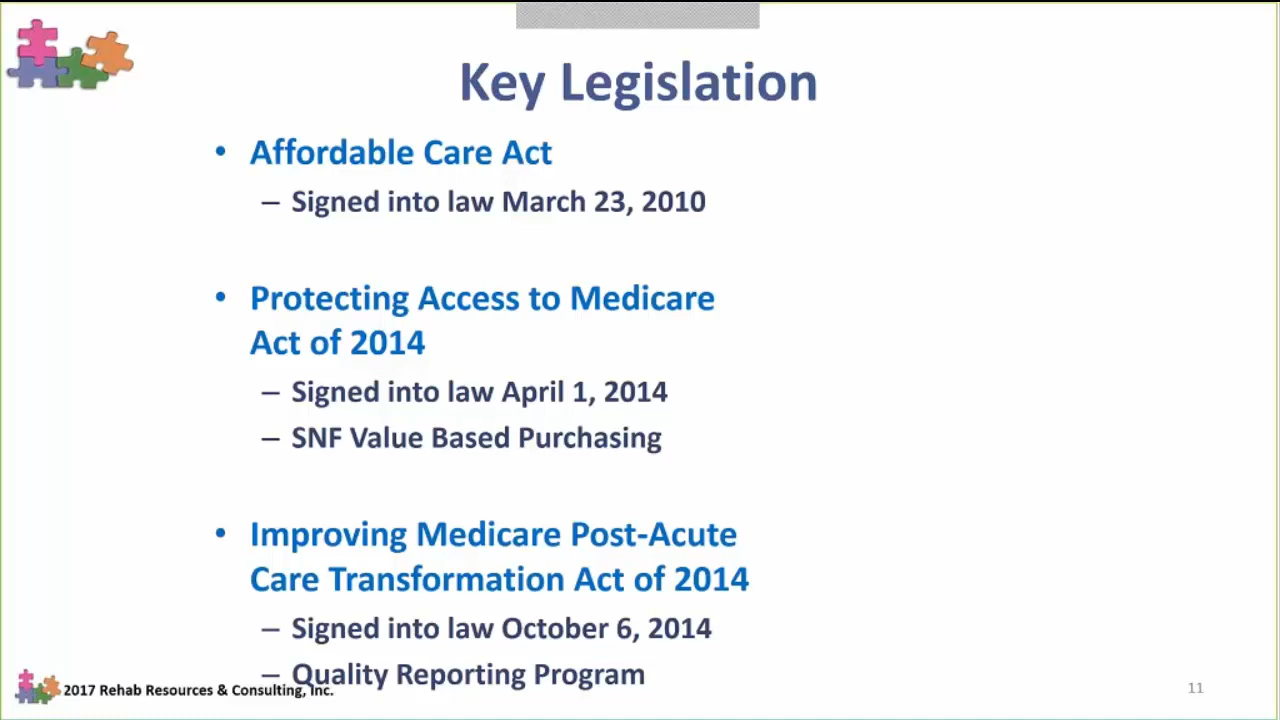 Key Legislation
• Affordable Care Act
– Signed into law March 23, 2010
• Protecting Access to Medicare
Act of 2014
– Signed into law April 1, 2014
– SNF Value Based Purchasing
• Improving Medicare Post-Acute
Care Transformation Act of 2014
– Signed into law October 6, 2014
– Quality Reporting Program
2017 Rehab Resources & Consulting, Inc.
11